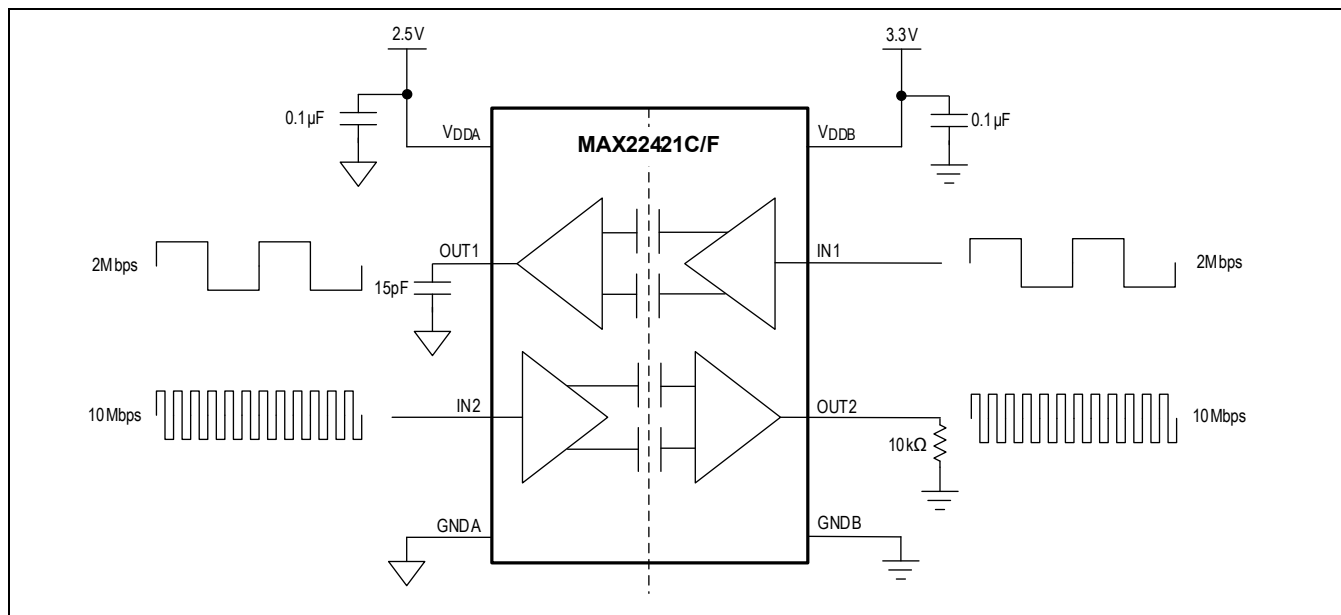 2.5V
3.3V
0.1µF
0.1µF
VDDA
VDDB
MAX22421C/F
OUT1
IN1
2Mbps
2Mbps
15pF
IN2
OUT2
10Mbps
10Mbps
10kΩ
GNDA
GNDB